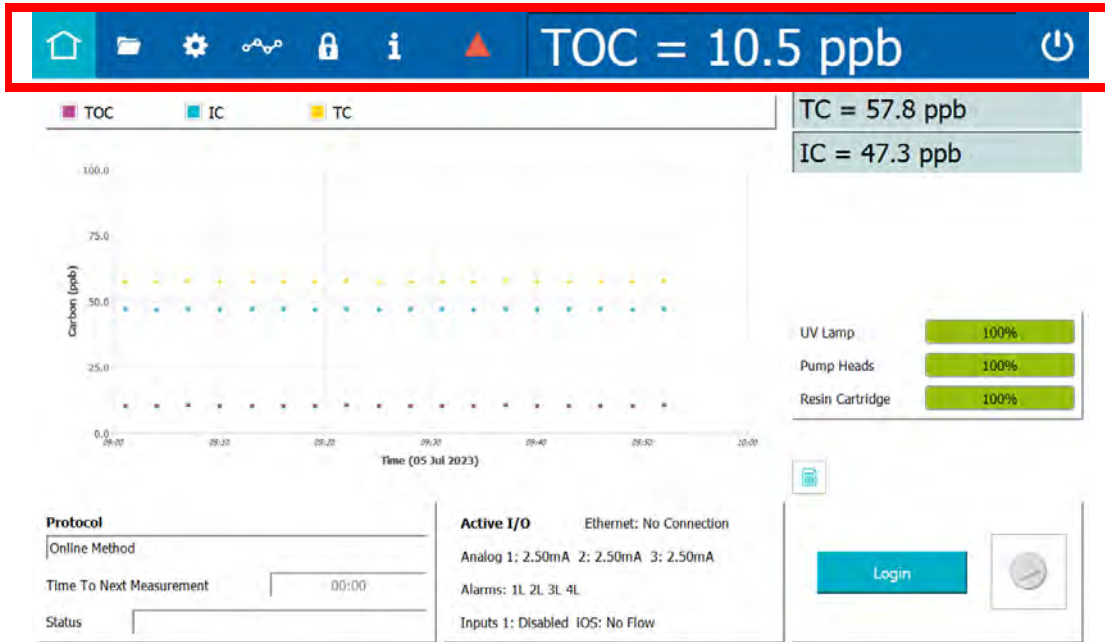 TOC = 10.5 ppb
TOC IC TC
TC = 57.8 ppb
IC = 47.3 ppb
100.0
75.0
50.0
25.0
0.0
Carbon (ppb)
09:00 09:10 09:20 09:30 09:40 09:50 10:00
Time (05 Jul 2023)
UV Lamp 100%
Pump Heads 100%
Resin Cartridge 100%
Protocol
Online Method
Time To Next Measurement 00:00
Status
Active I/O Ethernet: No Connection
Analog 1: 2.50mA 2: 2.50mA 3: 2.50mA
Alarms: 1L 2L 3L 4L
Inputs 1: Disabled iOS: No Flow
Login